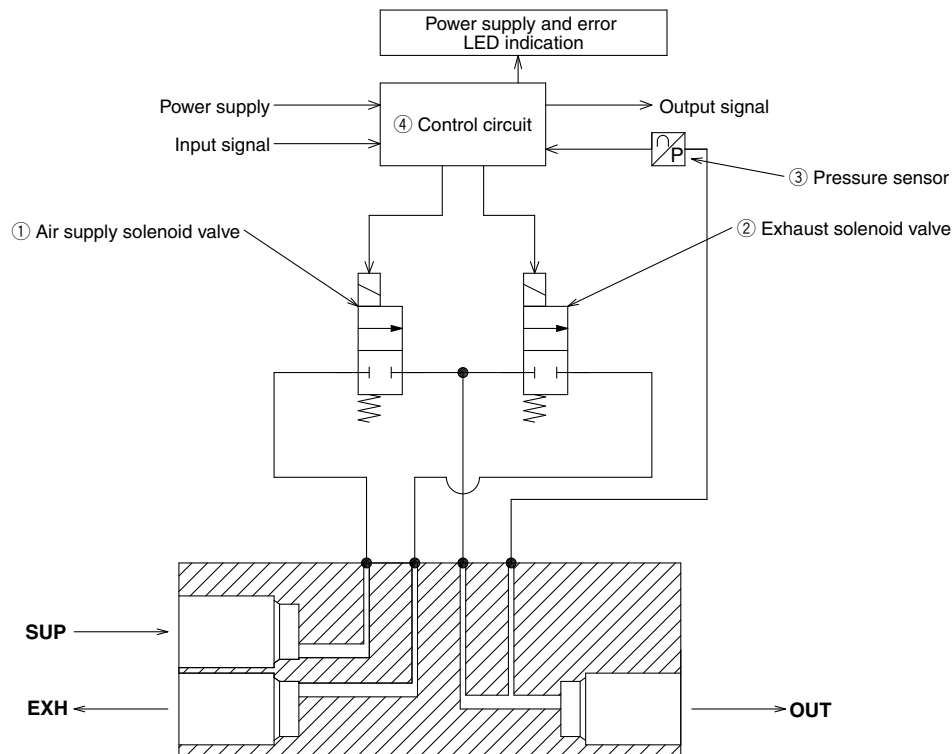 Power supply and error
LED indication
Power supply
④ Control circuit
Output signal
Input signal
P
③ Pressure sensor
① Air supply solenoid valve
② Exhaust solenoid valve
SUP
EXH
OUT